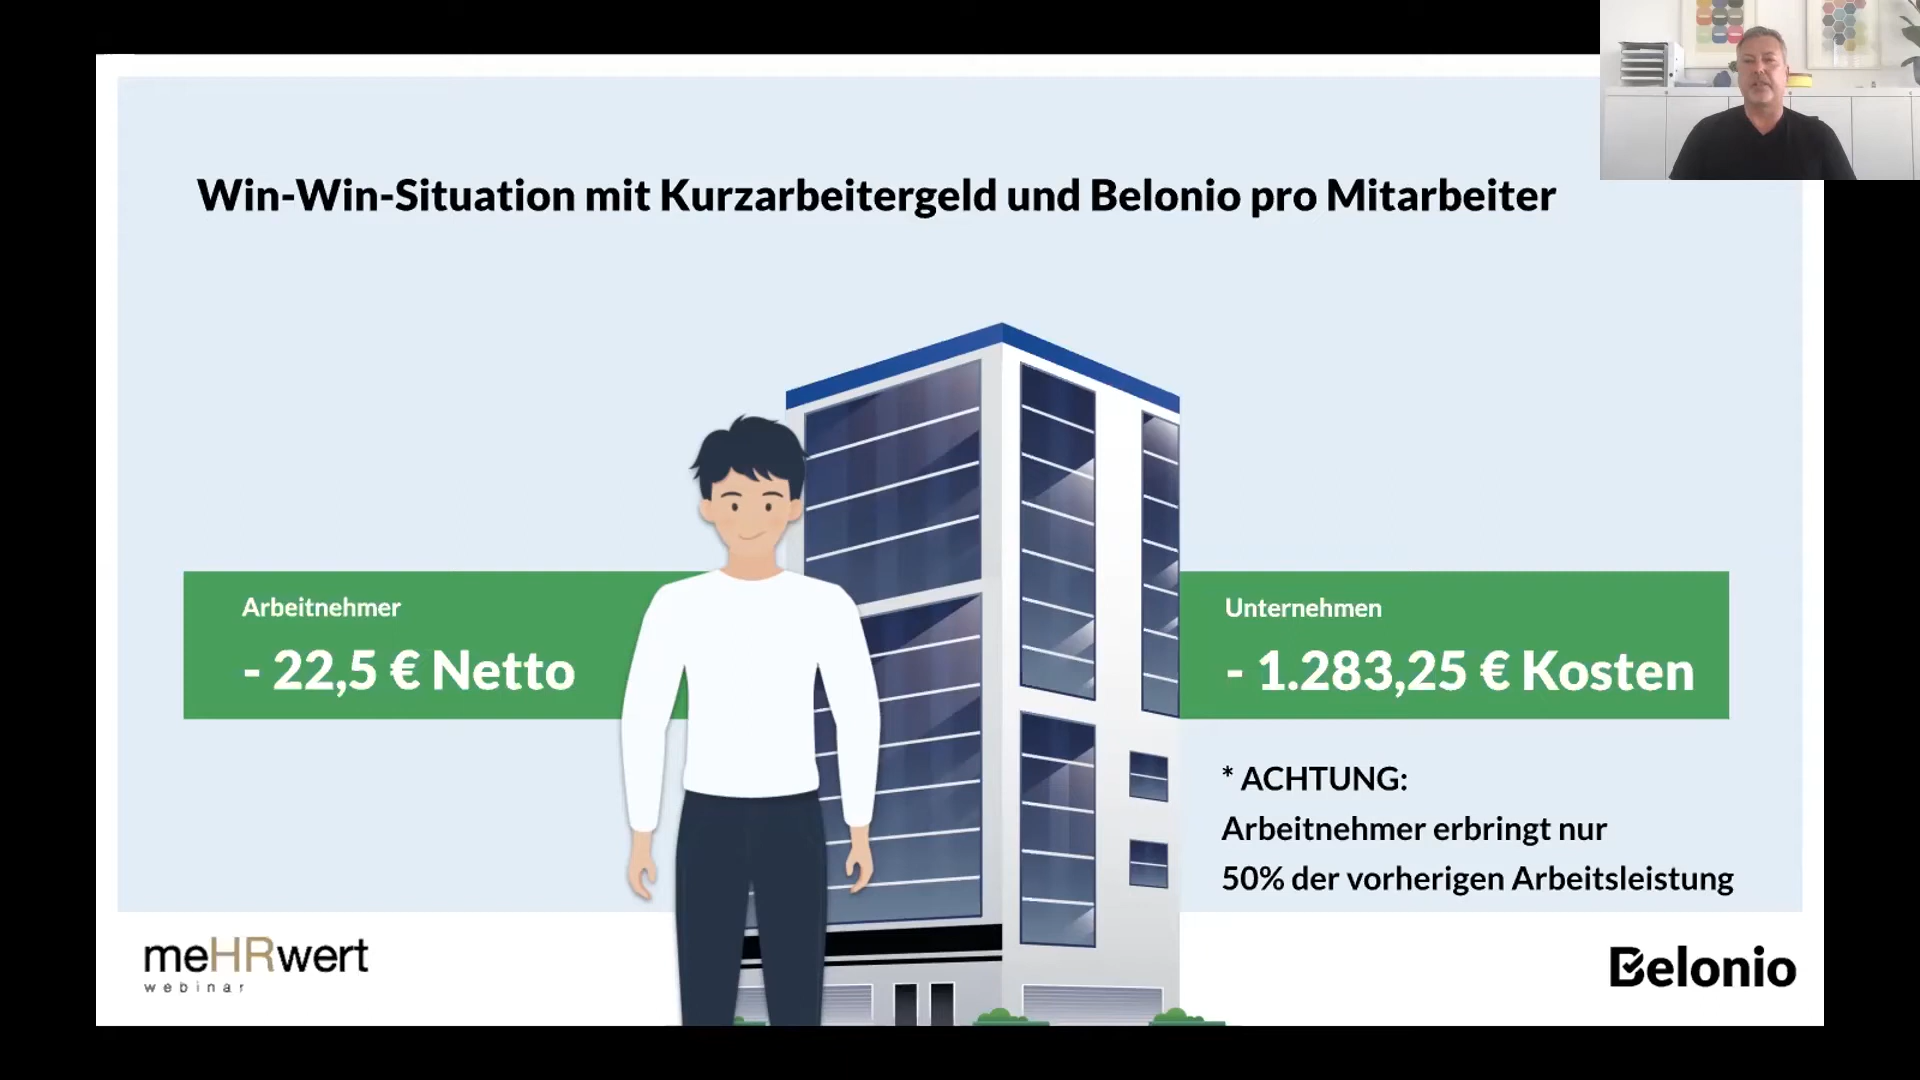 Win-Win-Situation mit Kurzarbeitergeld und Belonio pro Mitarbeiter
Arbeitnehmer
- 22,5 € Netto
Unternehmen
- 1.283,25 € Kosten
* ACHTUNG:
Arbeitnehmer erbringt nur
50% der vorherigen Arbeitsleistung
meHRwert
webinar
Belonio